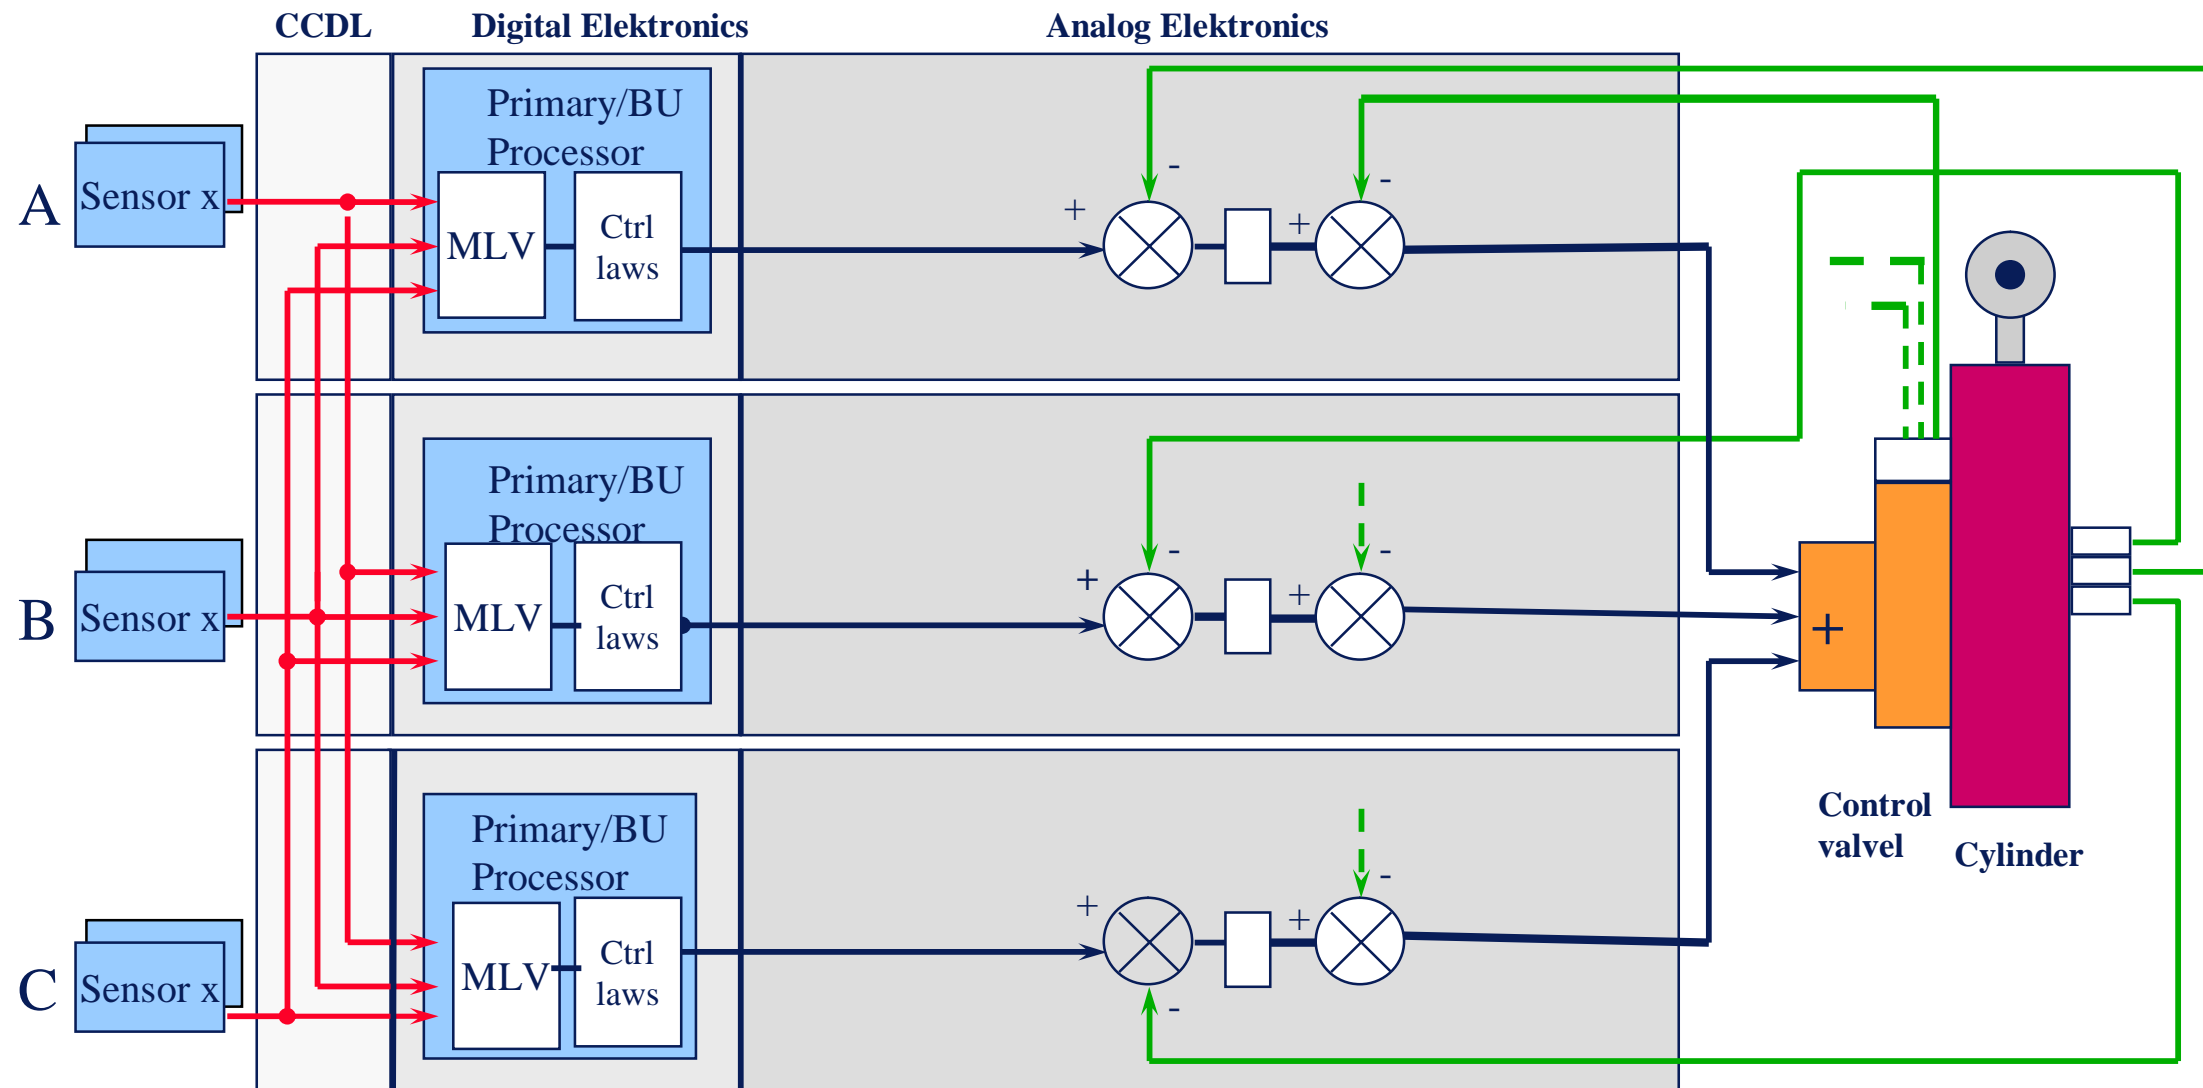 CCDL
Digital Elektronics
Analog Elektronics
A
Sensor x
Primary/BU
Processor
MLV
Ctrl
laws
+
-
+
-
B
Sensor x
Primary/BU
Processor
MLV
Ctrl
laws
+
-
+
-
+
C
Sensor x
Primary/BU
Processor
MLV
Ctrl
laws
+
-
+
-
Control
valvel
Cylinder